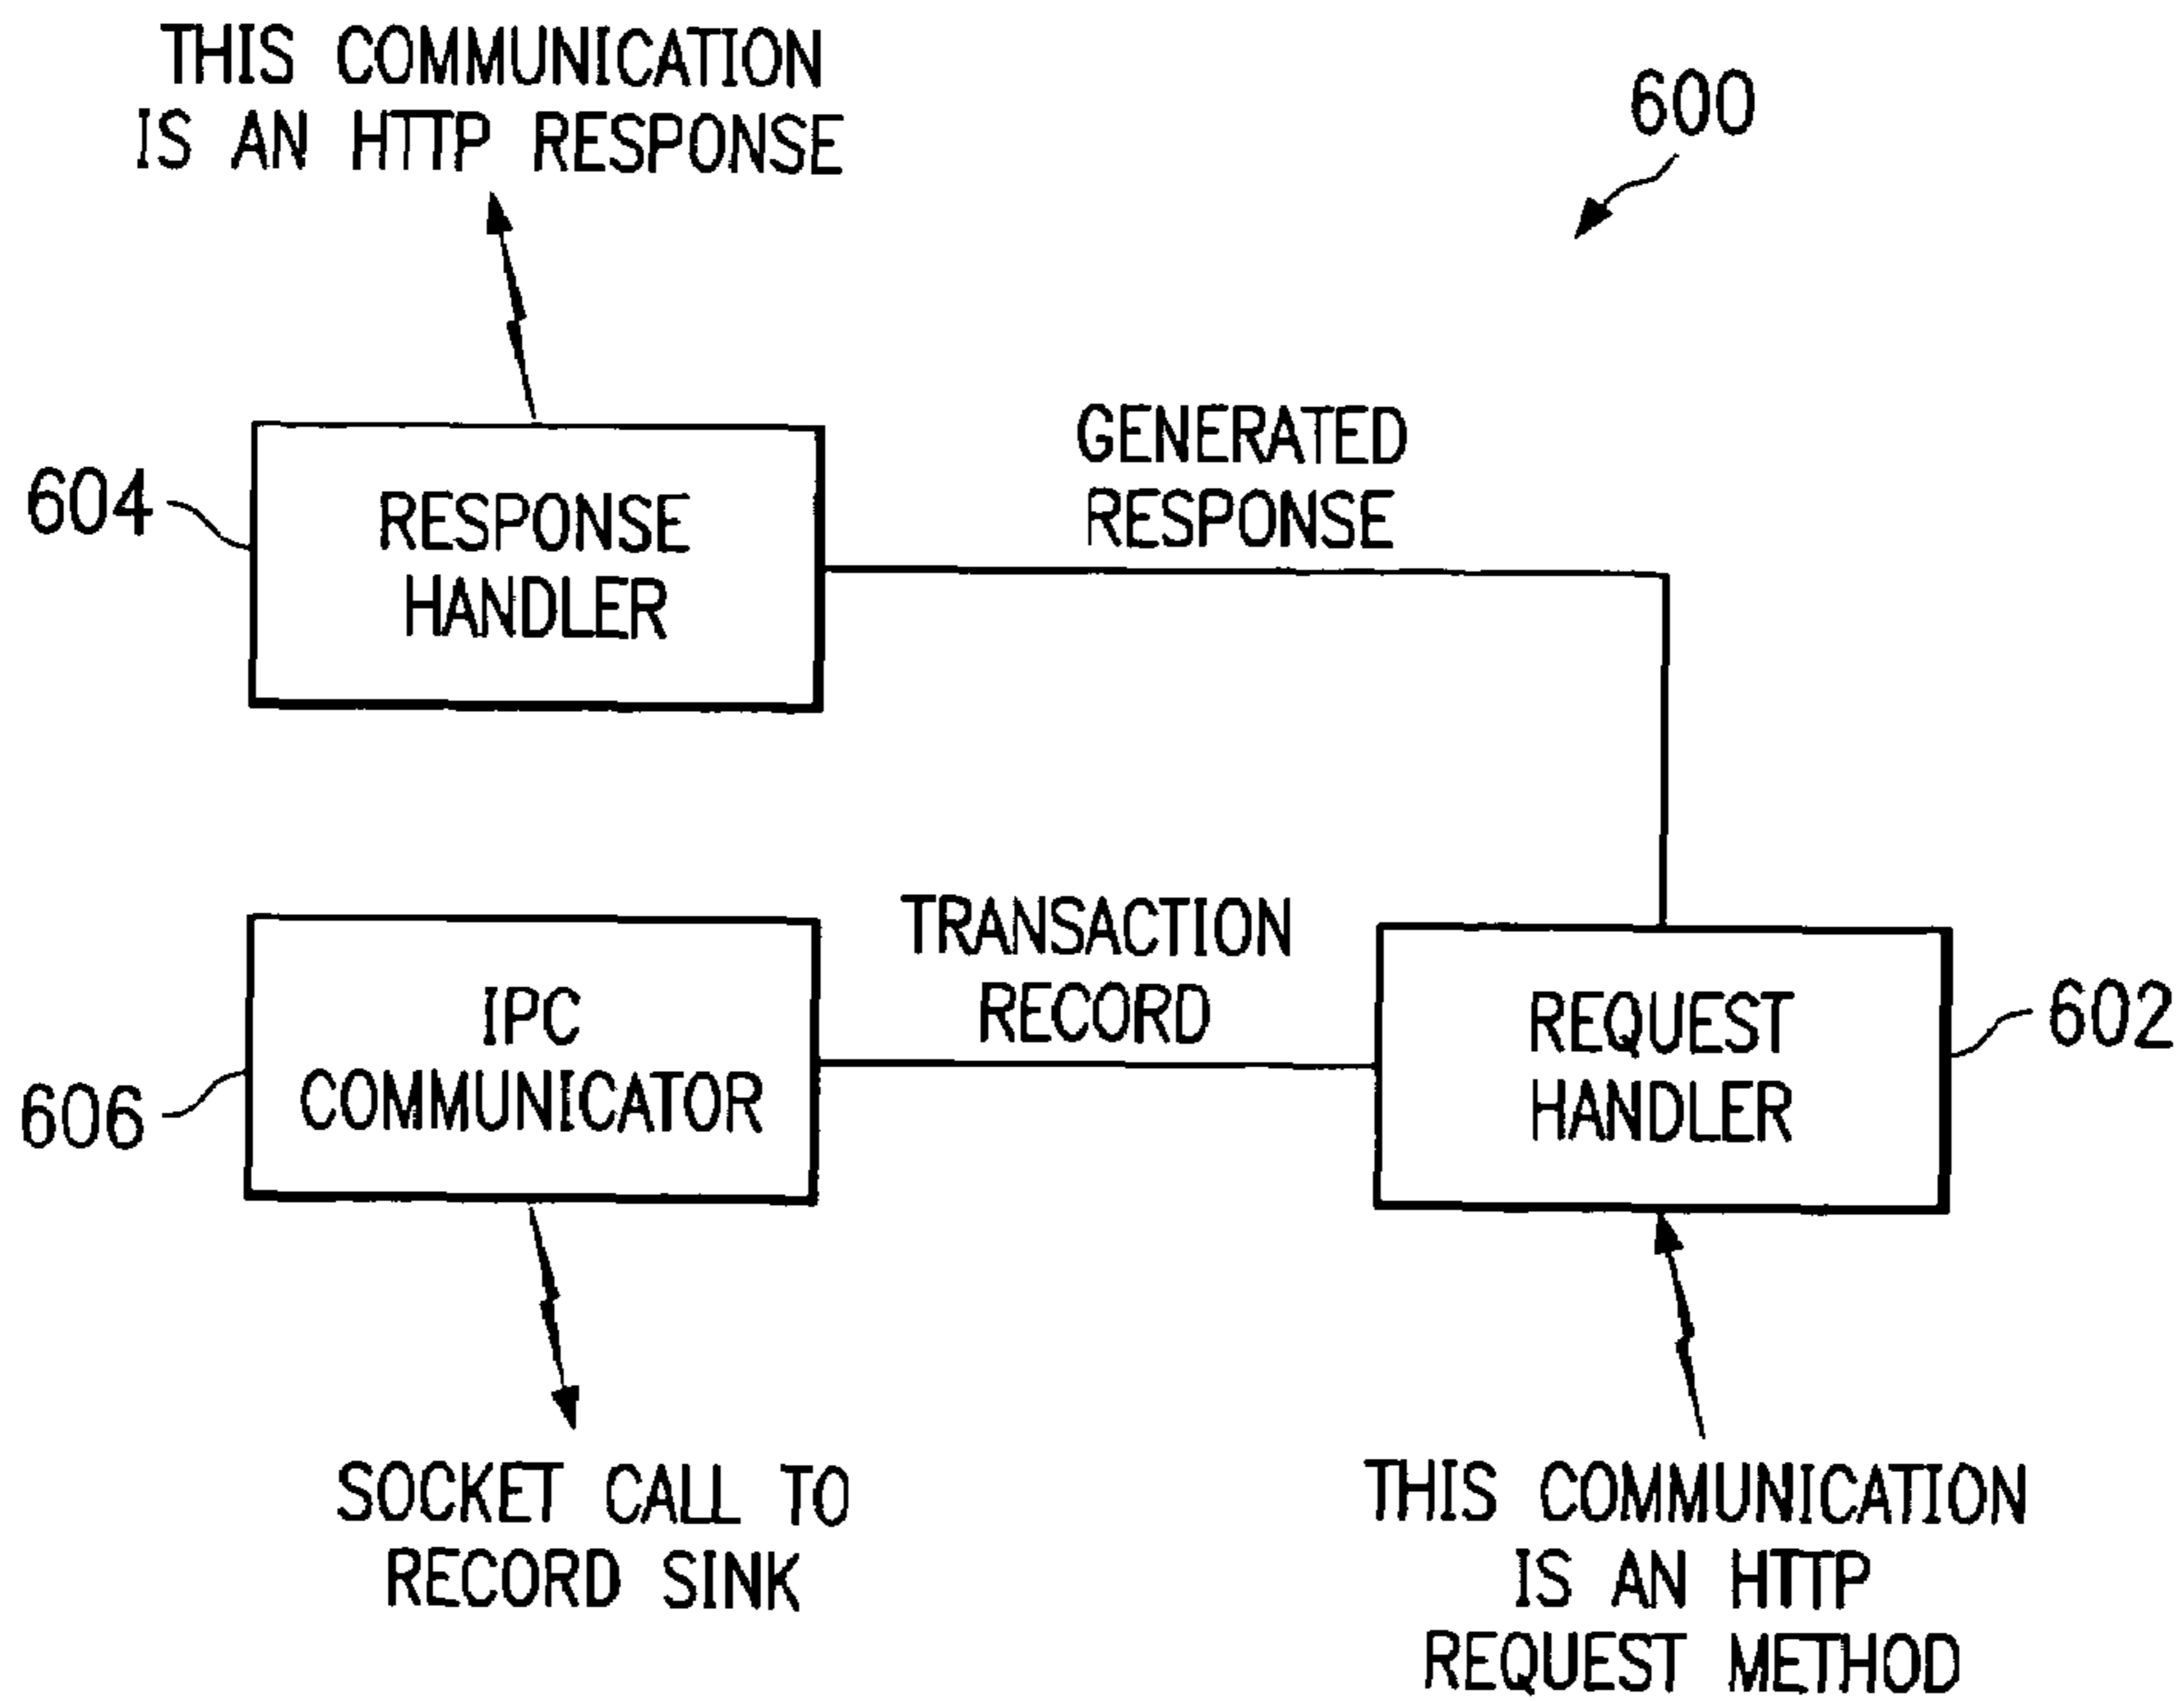 THIS COMMUNICATION
IS AN HTTP RESPONSE
600
604
RESPONSE
HANDLER
GENERATED
RESPONSE
606
IPC
COMMUNICATOR
TRANSACTION
RECORD
REQUEST
HANDLER
602
SOCKET CALL TO
RECORD SINK
THIS COMMUNICATION
IS AN HTTP
REQUEST METHOD